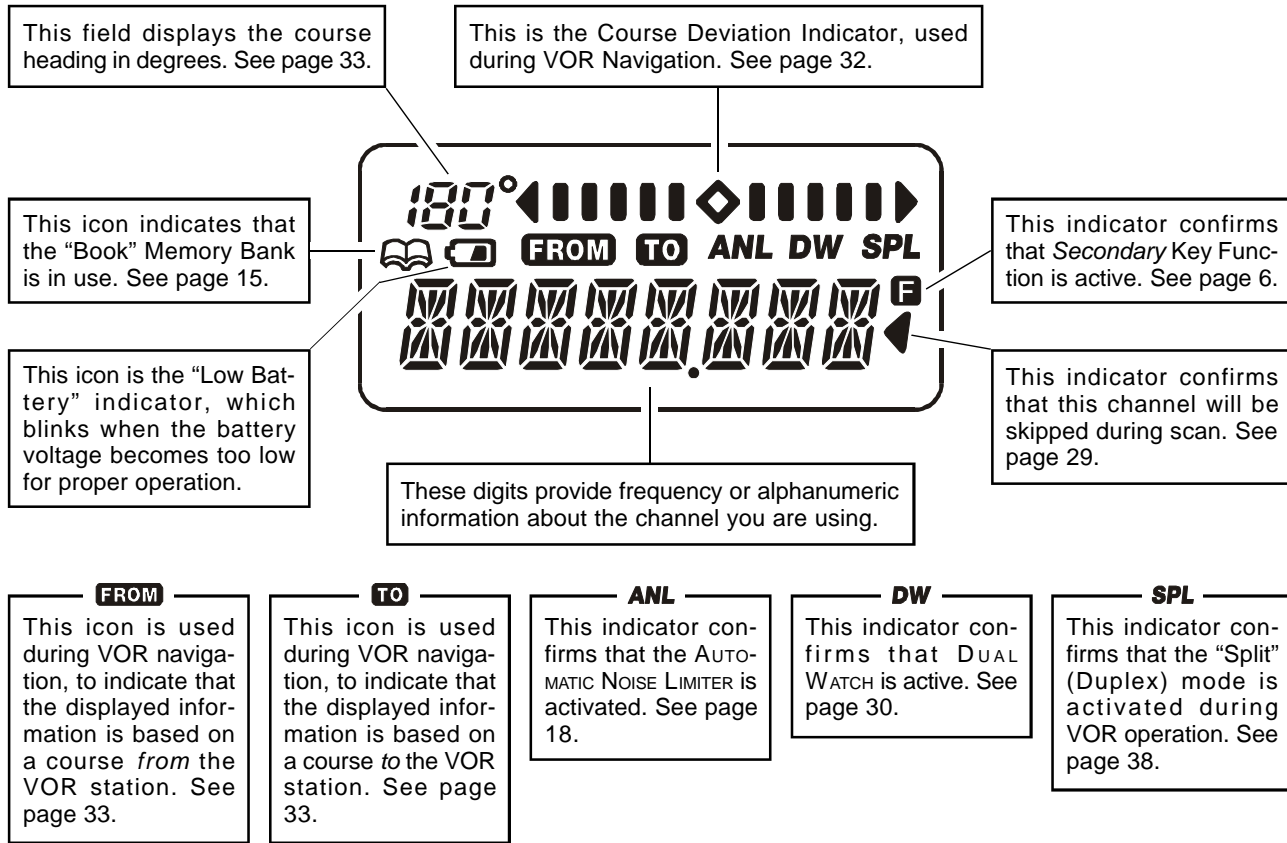 This field displays the course
heading in degrees. See page 33.
This is the Course Deviation Indicator, used
during VOR Navigation. See page 32.
180°
This icon indicates that
the “Book” Memory Bank
is in use. See page 15.
FROM TO ANL DW SPL
F
This indicator confirms
that Secondary Key Func-
tion is active. See page 6.
This icon is the “Low Bat-
tery” indicator, which
blinks when the battery
voltage becomes too low
for proper operation.
This indicator confirms
that this channel will be
skipped during scan. See
page 29.
These digits provide frequency or alphanumeric
information about the channel you are using.
FROM
This icon is used
during VOR naviga-
tion, to indicate that
the displayed infor-
mation is based on
a course from the
VOR station. See
page 33.
TO
This icon is used
during VOR naviga-
tion, to indicate that
the displayed infor-
mation is based on
a course to the VOR
station. See page
33.
ANL
This indicator con-
firms that the AUTO-
MATIC NOISE LIMITER is
activated. See page
18.
DW
This indicator con-
firms that DUAL
WATCH is active. See
page 30.
SPL
This indicator con-
firms that the “Split”
(Duplex) mode is
activated during
VOR operation. See
page 38.